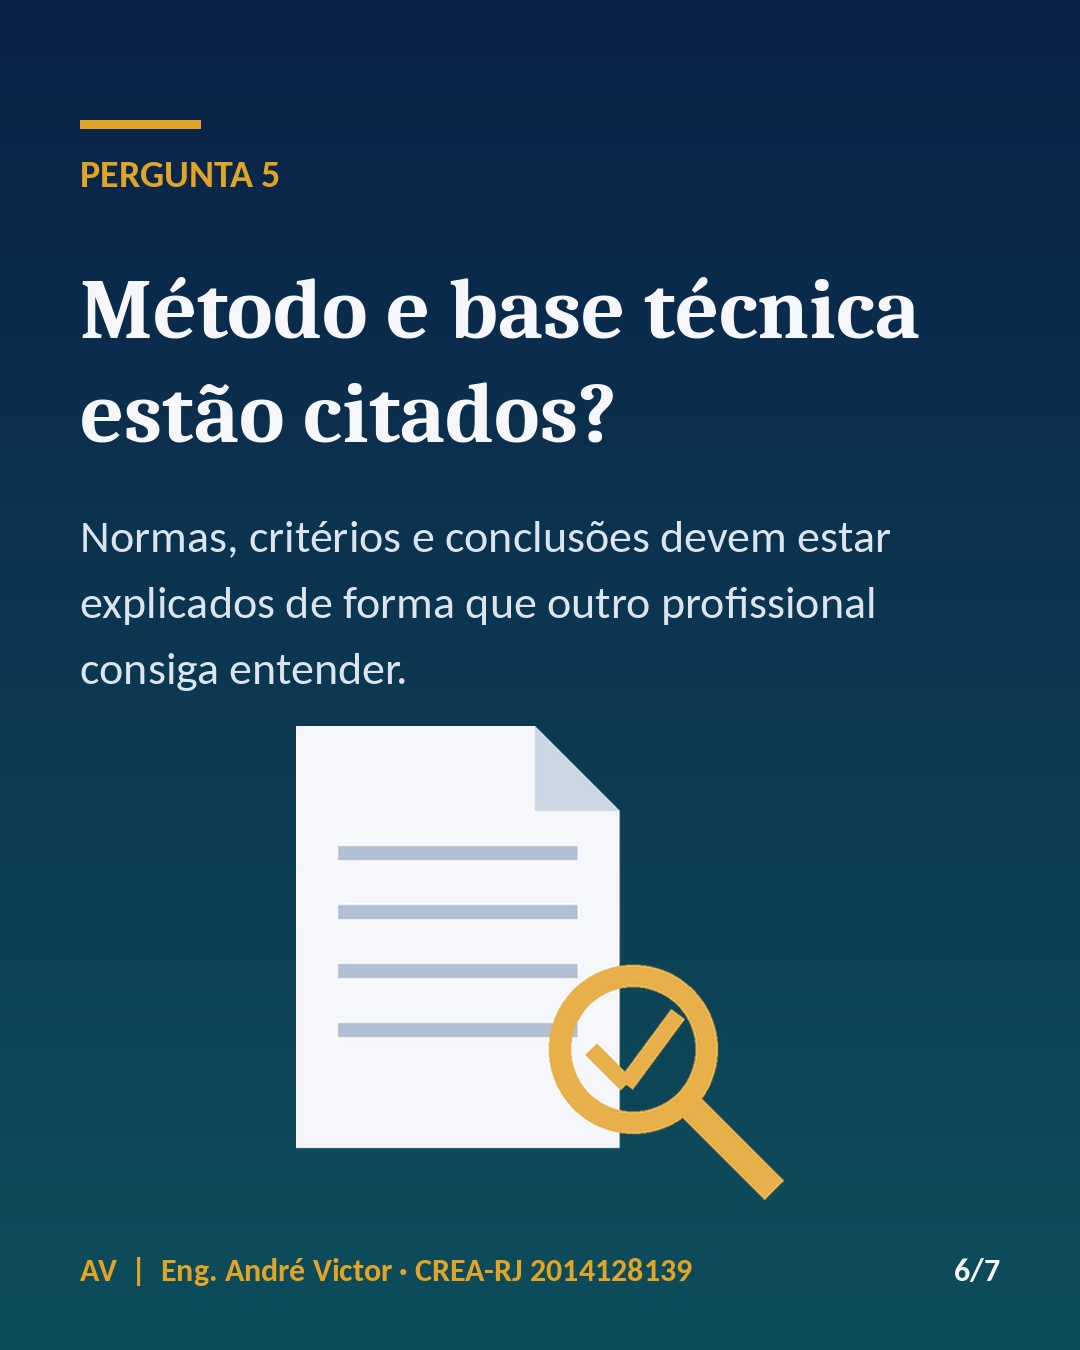 PERGUNTA 5
Método e base técnica
estão citados?
Normas, critérios e conclusões devem estar
explicados de forma que outro profissional
consiga entender.
AV | Eng. André Victor · CREA-RJ 2014128139
6/7